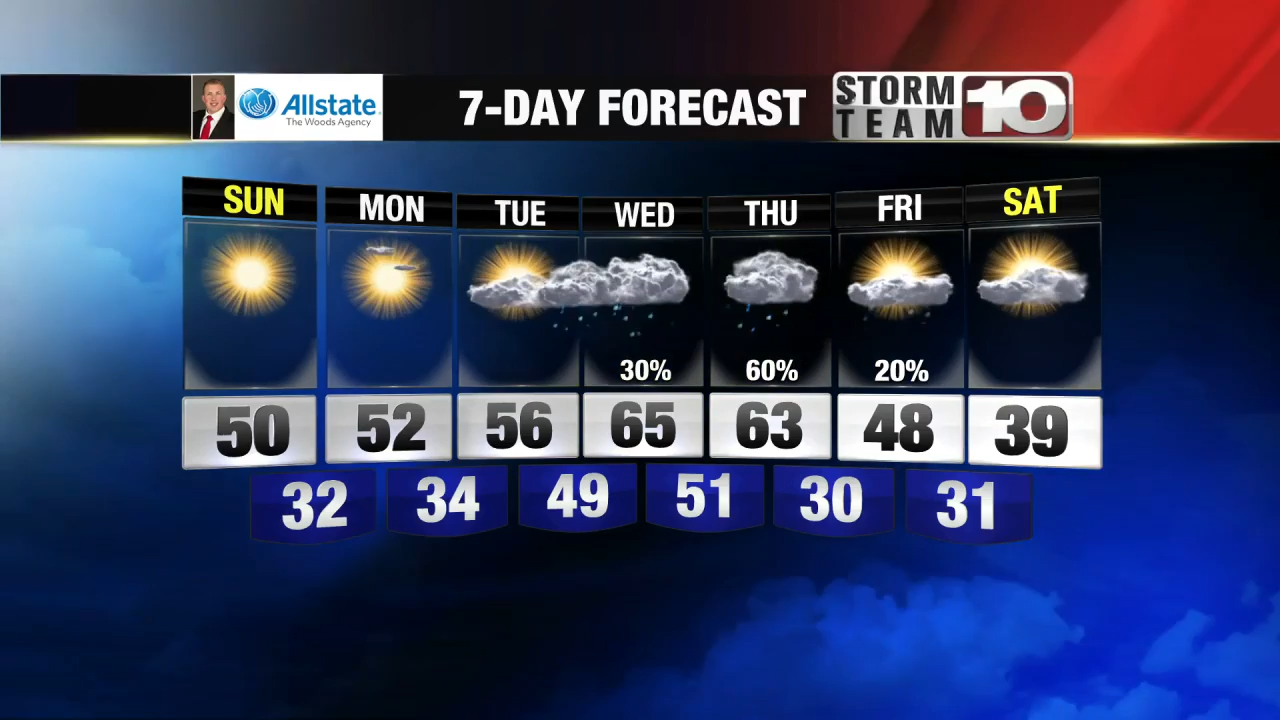 Allstate.
The Woods Agency
7-DAY FORECAST
STORM
TEAM
10
SUN MON TUE WED THU FRI SAT
30% 60% 20%
50 52 56 65 63 48 39
32 34 49 51 30 31